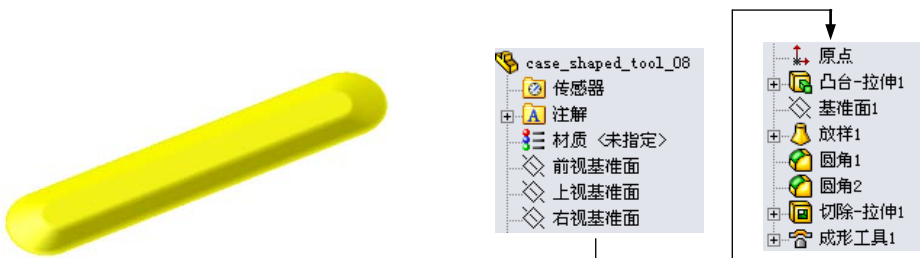 case_shaped_tool_08
传感器
注解
材质 <未指定>
前视基准面
上视基准面
右视基准面
原点
凸台-拉伸1
基准面1
放样1
圆角1
圆角2
切除-拉伸1
成形工具1